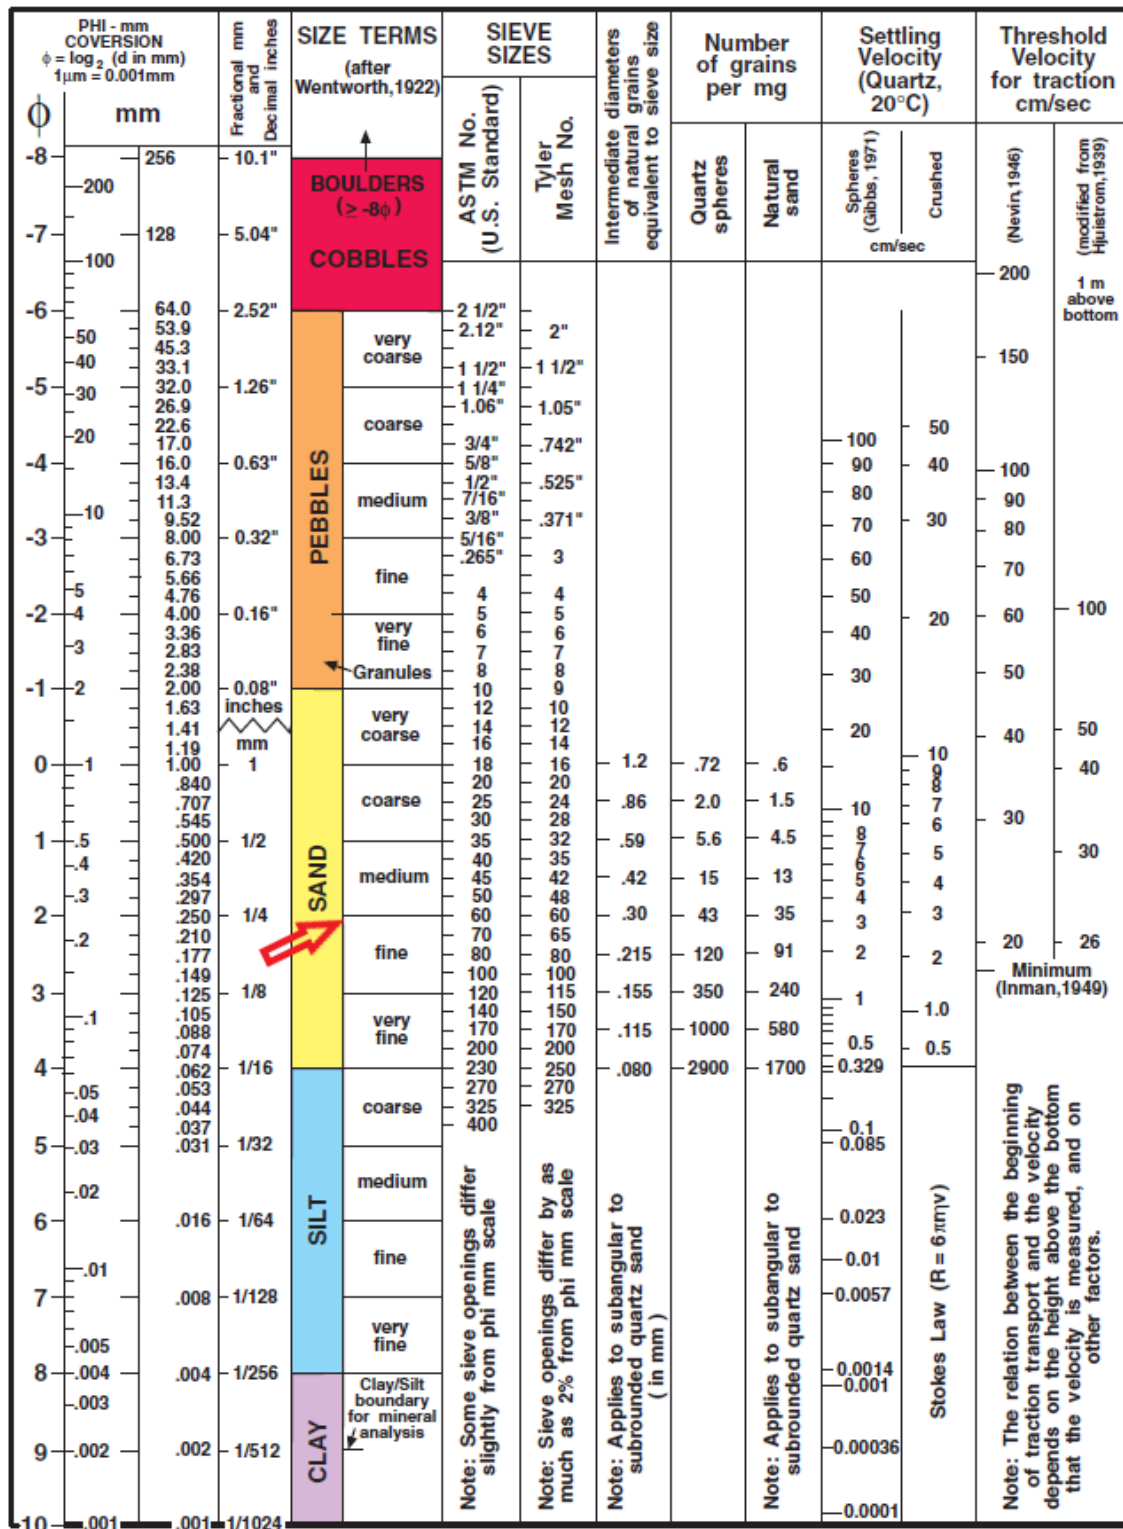 PHI - mm
COVERSION
ϕ = log₂ (d in mm)
1μm = 0.001mm
Fractional mm
and
Decimal inches
SIZE TERMS
(after
Wentworth,1922)
SIEVE
SIZES
ASTM No.
(U.S. Standard)
Tyler
Mesh No.
Intermediate diameters
of natural grains
equivalent to sieve size
Number
of grains
per mg
Quartz
spheres
Natural
sand
Settling
Velocity
(Quartz,
20°C)
Spheres
(Gibbs, 1971)
Crushed
cm/sec
Threshold
Velocity
for traction
cm/sec
(Nevin,1946)
(modified from
Hjuistrom,1939)
1 m
above
bottom
ϕ
mm
-8
-7
-6
-5
-4
-3
-2
-1
0
1
2
3
4
5
6
7
8
9
10
200
100
50
40
30
20
10
5
4
3
2
1
.5
.4
.3
.2
.1
.05
.04
.03
.02
.01
.005
.004
.003
.002
.001
256
128
64.0
53.9
45.3
33.1
32.0
26.9
22.6
17.0
16.0
13.4
11.3
9.52
8.00
6.73
5.66
4.76
4.00
3.36
2.83
2.38
2.00
1.63
1.41
1.19
1.00
.840
.707
.545
.500
.420
.354
.297
.250
.210
.177
.149
.125
.105
.088
.074
.062
.053
.044
.037
.031
.016
.008
.004
.002
.001
10.1"
5.04"
2.52"
1.26"
0.63"
0.32"
0.16"
0.08"
inches
mm
1
1/2
1/4
1/8
1/16
1/32
1/64
1/128
1/256
1/512
1/1024
BOULDERS
(≥ -8ϕ)
COBBLES
PEBBLES
SAND
SILT
CLAY
very
coarse
coarse
medium
fine
very
fine
Granules
very
coarse
coarse
medium
fine
very
fine
coarse
medium
fine
very
fine
Clay/Silt
boundary
for mineral
analysis
2 1/2"
2.12"
1 1/2"
1 1/4"
1.06"
3/4"
5/8"
1/2"
7/16"
3/8"
5/16"
.265"
4
5
6
7
8
10
12
14
16
18
20
25
30
35
40
45
50
60
70
80
100
120
140
170
200
230
270
325
400
2"
1 1/2"
1.05"
.742"
.525"
.371"
3
4
5
6
7
8
9
10
12
14
16
20
24
28
32
35
42
48
60
65
80
100
115
150
170
200
250
270
325
1.2
.86
.59
.42
.30
.215
.155
.115
.080
.72
2.0
5.6
15
43
120
350
1000
2900
.6
1.5
4.5
13
35
91
240
580
1700
100
90
80
70
60
50
40
30
20
10
8
7
6
5
4
3
2
1
0.5
0.329
0.1
0.085
0.023
0.01
0.0057
0.0014
0.001
0.00036
0.0001
50
40
30
20
10
9
8
7
6
5
4
3
2
1.0
0.5
Stokes Law (R = 6πrηv)
200
150
100
90
80
70
60
50
40
30
20
100
50
40
30
26
Minimum
(Inman,1949)
Note: Some sieve openings differ
slightly from phi mm scale
Note: Sieve openings differ by as
much as 2% from phi mm scale
Note: Applies to subangular to
subrounded quartz sand
( in mm )
Note: Applies to subangular to
subrounded quartz sand
Note: The relation between the beginning
of traction transport and the velocity
depends on the height above the bottom
that the velocity is measured, and on
other factors.